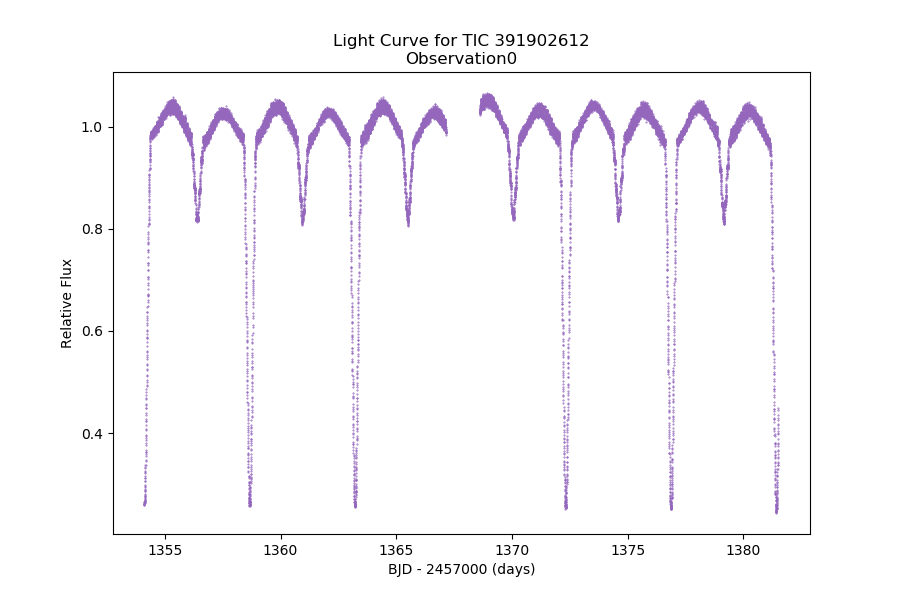 Light Curve for TIC 391902612
Observation0
1.0
0.8
0.6
0.4
Relative Flux
1355 1360 1365 1370 1375 1380
BJD - 2457000 (days)